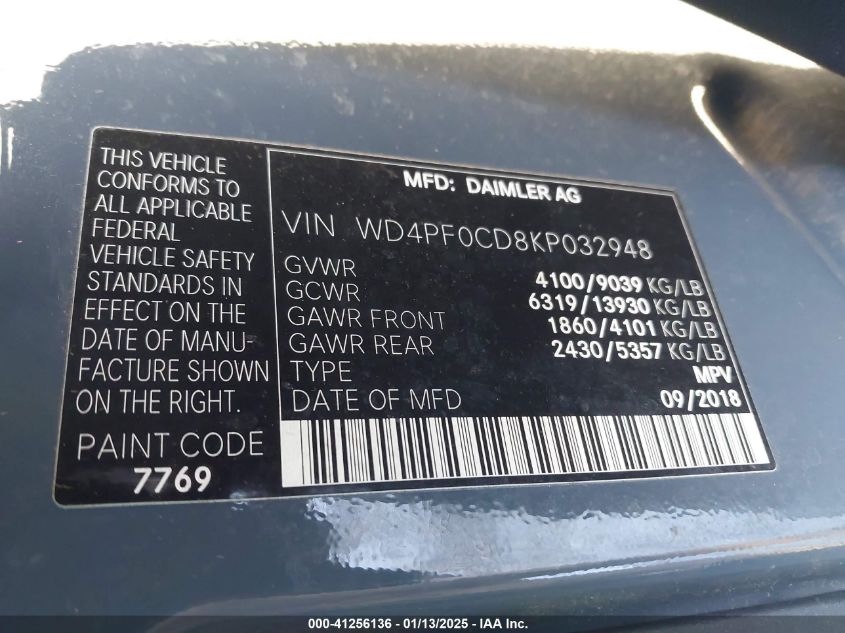 THIS VEHICLE
CONFORMS TO
ALL APPLICABLE
FEDERAL
VEHICLE SAFETY
STANDARDS IN
EFFECT ON THE
DATE OF MANU-
FACTURE SHOWN
ON THE RIGHT.
PAINT CODE
7769
MFD: DAIMLER AG
VIN WD4PF0CD8KP032948
GVWR 4100/9039 KG/LB
GCWR 6319/13930 KG/LB
GAWR FRONT 1860/4101 KG/LB
GAWR REAR 2430/5357 KG/LB
TYPE MPV
DATE OF MFD 09/2018
000-41256136 - 01/13/2025 - IAA Inc.